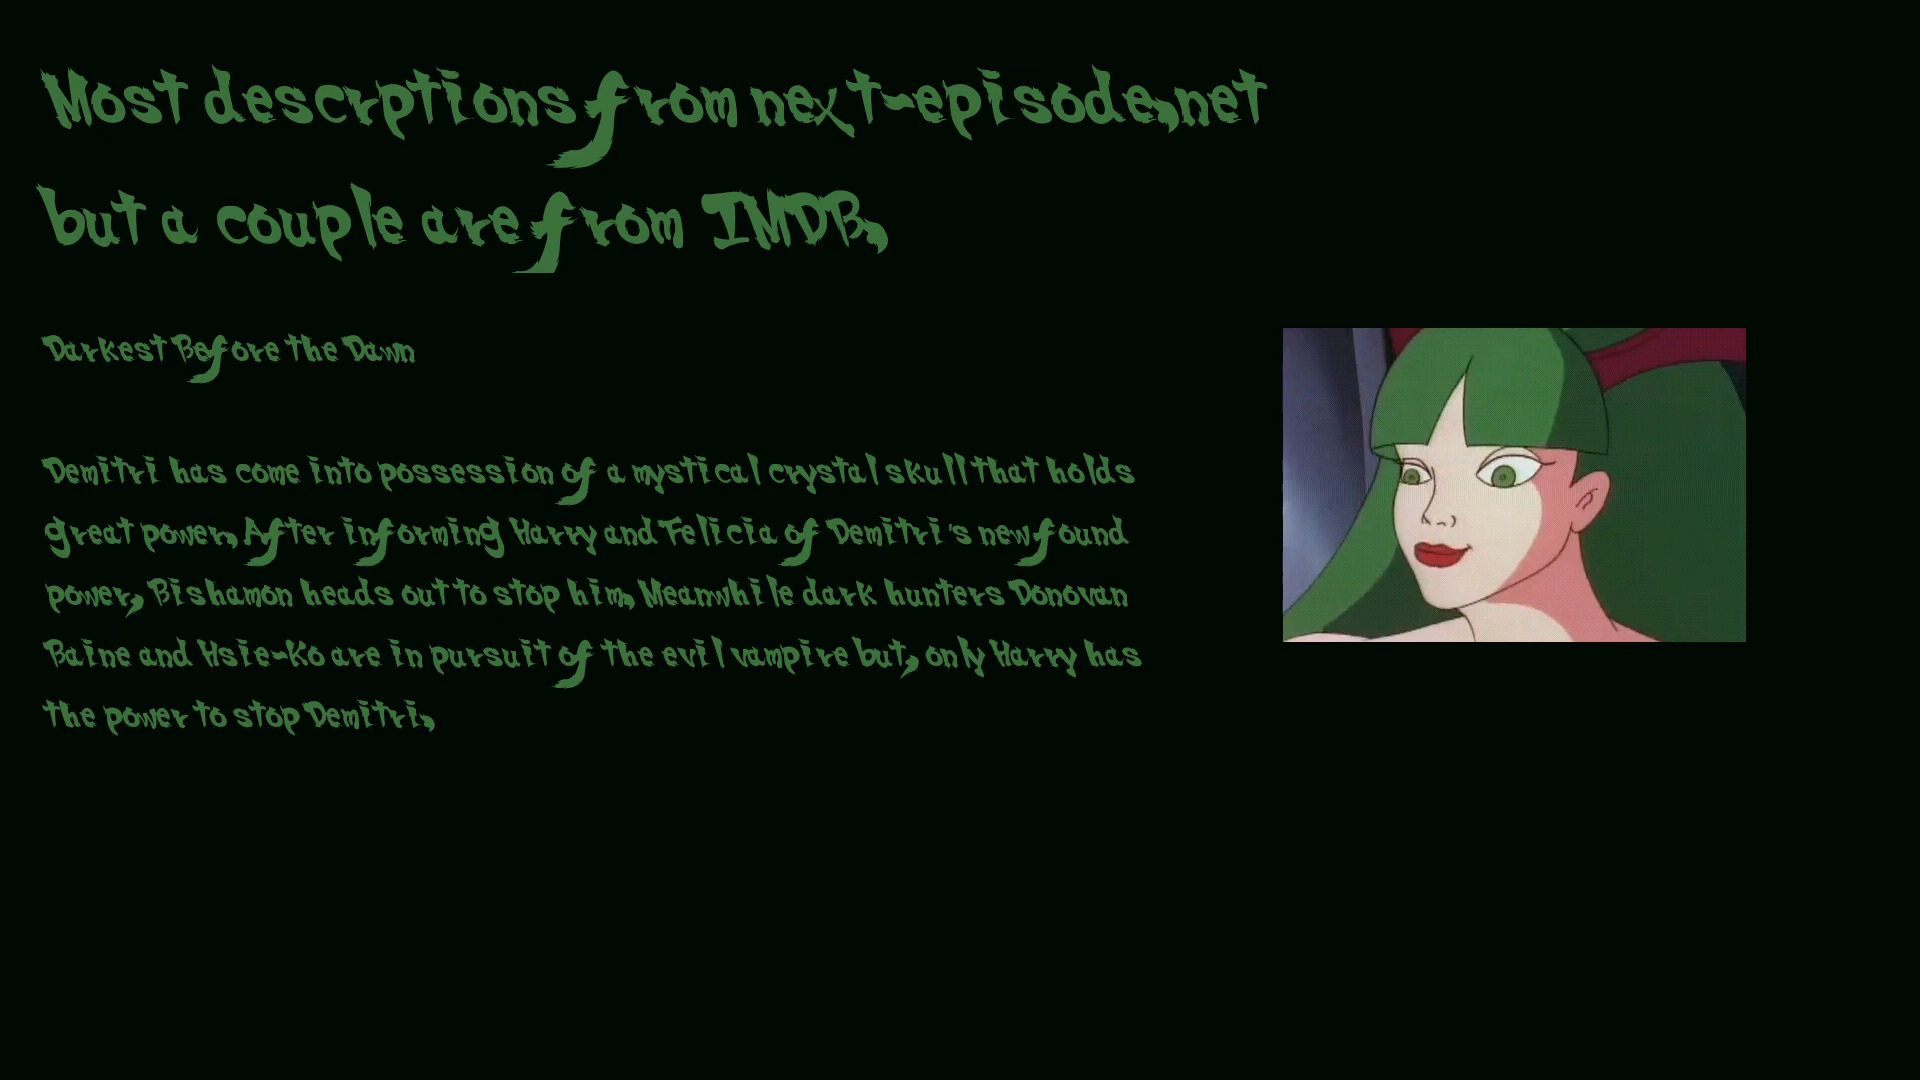 Most descrptions from next-episode.net
but a couple are from IMDB.
Darkest Before the Dawn
Demitri has come into possession of a mystical crystal skull that holds
great power. After informing Harry and Felicia of Demitri's newfound
power, Bishamon heads out to stop him. Meanwhile dark hunters Donovan
Baine and Hsie-Ko are in pursuit of the evil vampire but, only Harry has
the power to stop Demitri.